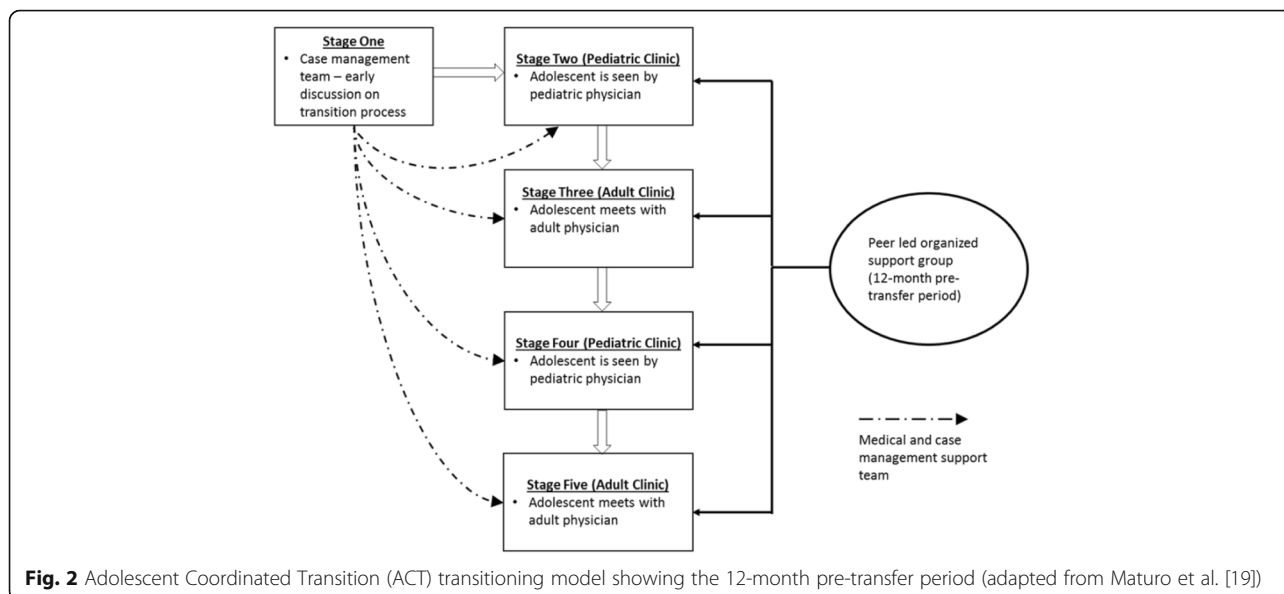 Stage One
• Case management
team – early
discussion on
transition process
Stage Two (Pediatric Clinic)
• Adolescent is seen by
pediatric physician
Stage Three (Adult Clinic)
• Adolescent meets with
adult physician
Stage Four (Pediatric Clinic)
• Adolescent is seen by
pediatric physician
Stage Five (Adult Clinic)
• Adolescent meets with
adult physician
Peer led organized
support group
(12-month pre-
transfer period)
Medical and case
management support
team
Fig. 2 Adolescent Coordinated Transition (ACT) transitioning model showing the 12-month pre-transfer period (adapted from Maturo et al. [19])